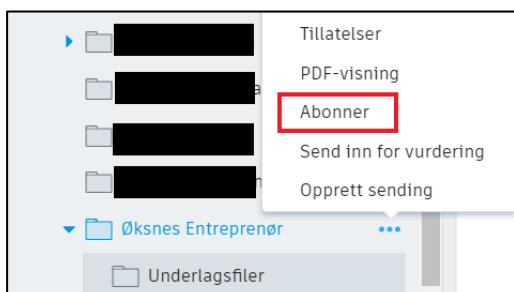 Tillatelser
PDF-visning
Abonner
Send inn for vurdering
Opprett sending
Øksnes Entreprenør
Underlagsfiler